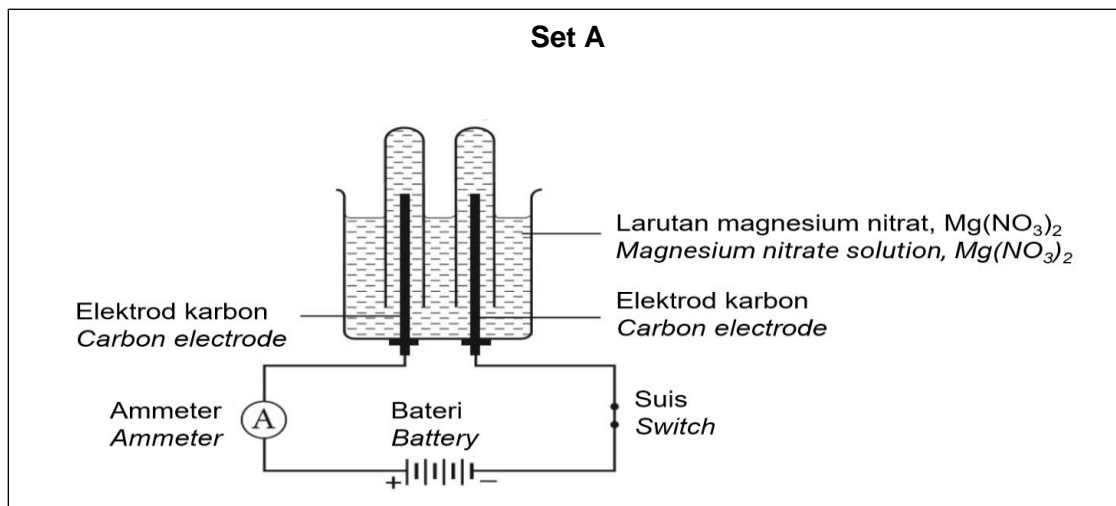 Set A
Larutan magnesium nitrat, Mg(NO₃)₂
Magnesium nitrate solution, Mg(NO₃)₂
Elektrod karbon
Carbon electrode
Elektrod karbon
Carbon electrode
Ammeter
Ammeter
A
Bateri
Battery
Suis
Switch
+ −